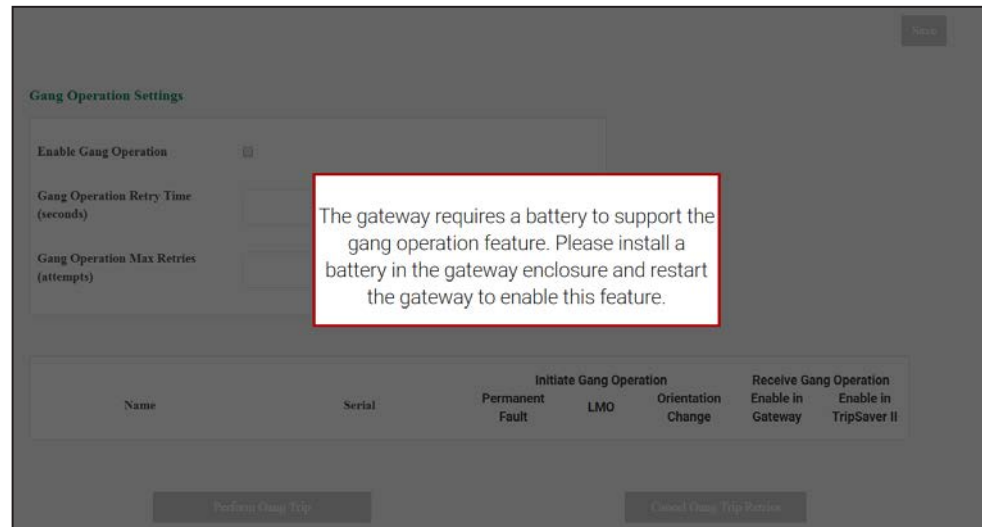 Save
Gang Operation Settings
Enable Gang Operation
Gang Operation Retry Time
(seconds)
Gang Operation Max Retries
(attempts)
The gateway requires a battery to support the
gang operation feature. Please install a
battery in the gateway enclosure and restart
the gateway to enable this feature.
Initiate Gang Operation Receive Gang Operation
Name Serial Permanent Fault LMO Orientation Change Enable in Gateway Enable in TripSaver II
Perform Gang Trip Cancel Gang Trip Retries